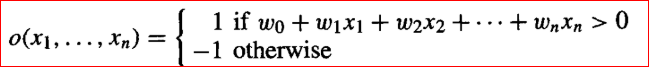 o(x₁, . . . , xₙ) = { 1 if w₀ + w₁x₁ + w₂x₂ + · · · + wₙxₙ > 0
−1 otherwise